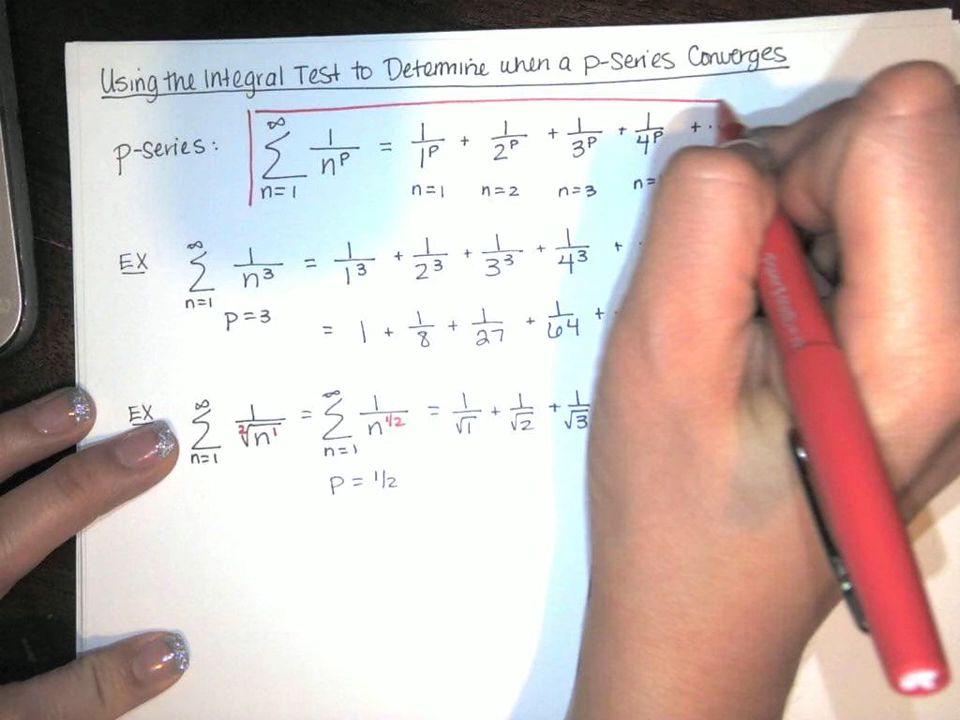 Using the Integral Test to Determine when a p-series Converges
p-series: ∞ Σ n=1 1/n^p = 1/1^p + 1/2^p + 1/3^p + 1/4^p + ..
n=1 n=2 n=3 n=
EX ∞ Σ n=1 1/n^3 = 1/1^3 + 1/2^3 + 1/3^3 + 1/4^3 + .
p=3
= 1 + 1/8 + 1/27 + 1/64 + .
EX ∞ Σ n=1 1/²√n^1 = ∞ Σ n=1 1/n^1/2 = 1/√1 + 1/√2 + 1/√3
p = 1/2